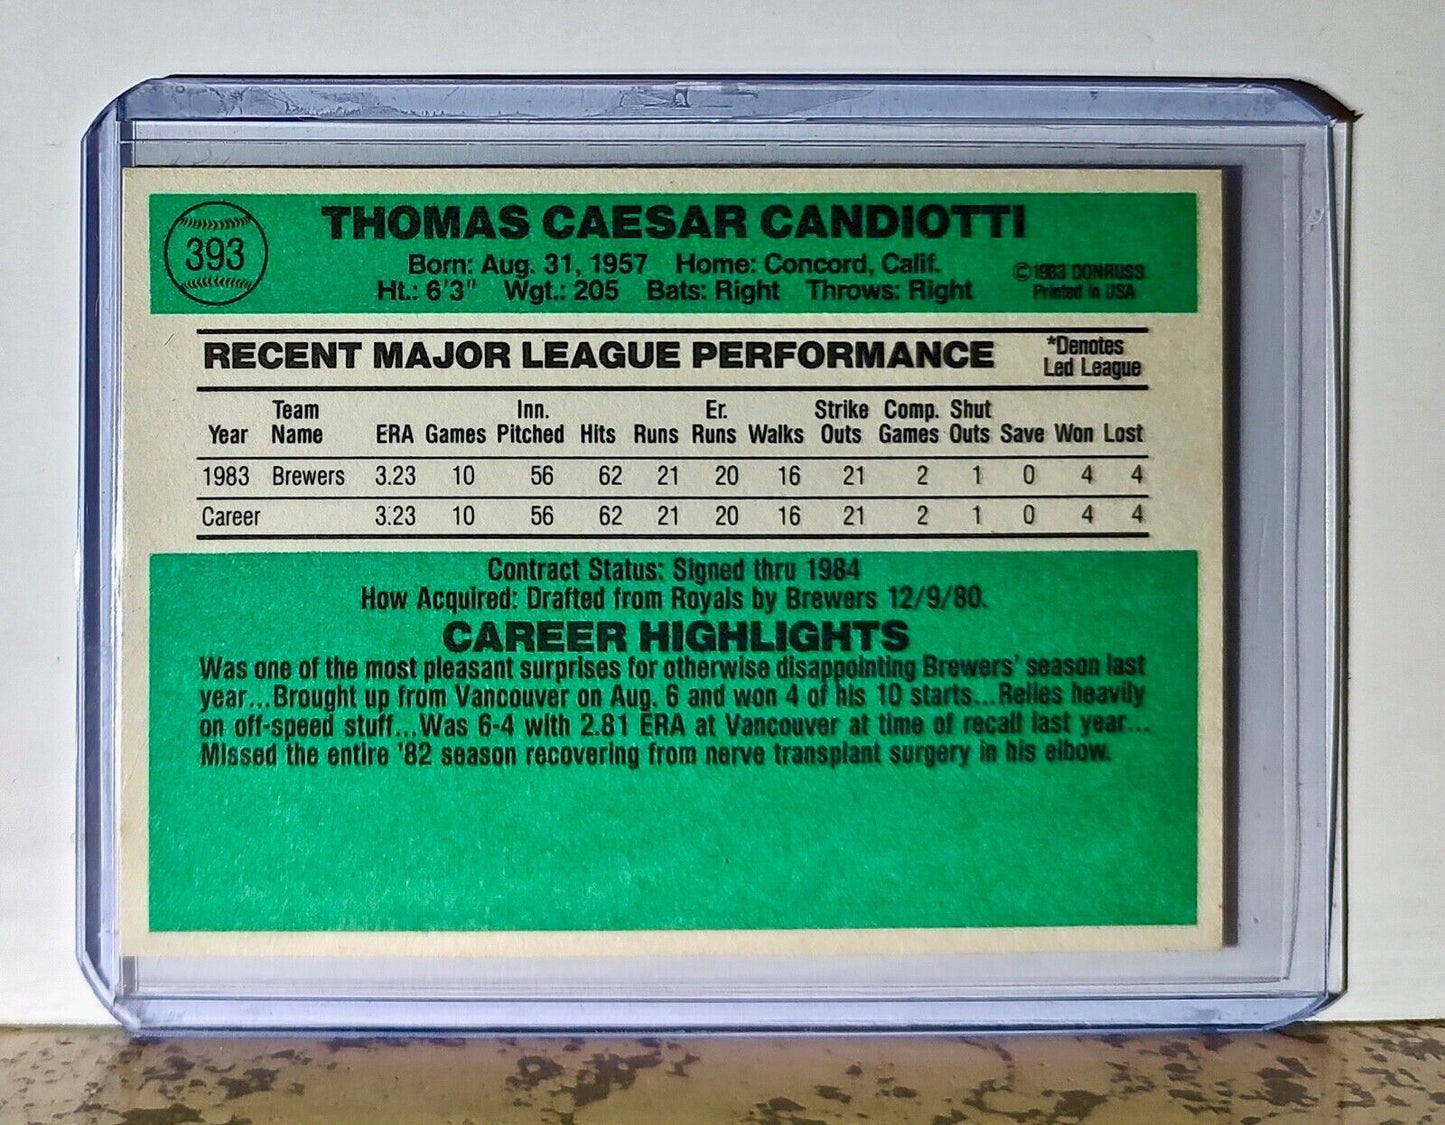 393
THOMAS CAESAR CANDIOTTI
Born: Aug. 31, 1957 Home: Concord, Calif.
Ht.: 6'3" Wgt.: 205 Bats: Right Throws: Right
©1983 DONRUSS
Printed in USA
RECENT MAJOR LEAGUE PERFORMANCE
*Denotes
Led League
Year Team Name ERA Games Inn. Pitched Hits Runs Er. Runs Walks Strike Outs Comp. Games Shut Outs Save Won Lost
1983 Brewers 3.23 10 56 62 21 20 16 21 2 1 0 4 4
Career 3.23 10 56 62 21 20 16 21 2 1 0 4 4
Contract Status: Signed thru 1984
How Acquired: Drafted from Royals by Brewers 12/9/80.
CAREER HIGHLIGHTS
Was one of the most pleasant surprises for otherwise disappointing Brewers' season last
year...Brought up from Vancouver on Aug. 6 and won 4 of his 10 starts...Relies heavily
on off-speed stuff...Was 6-4 with 2.81 ERA at Vancouver at time of recall last year...
Missed the entire '82 season recovering from nerve transplant surgery in his elbow.